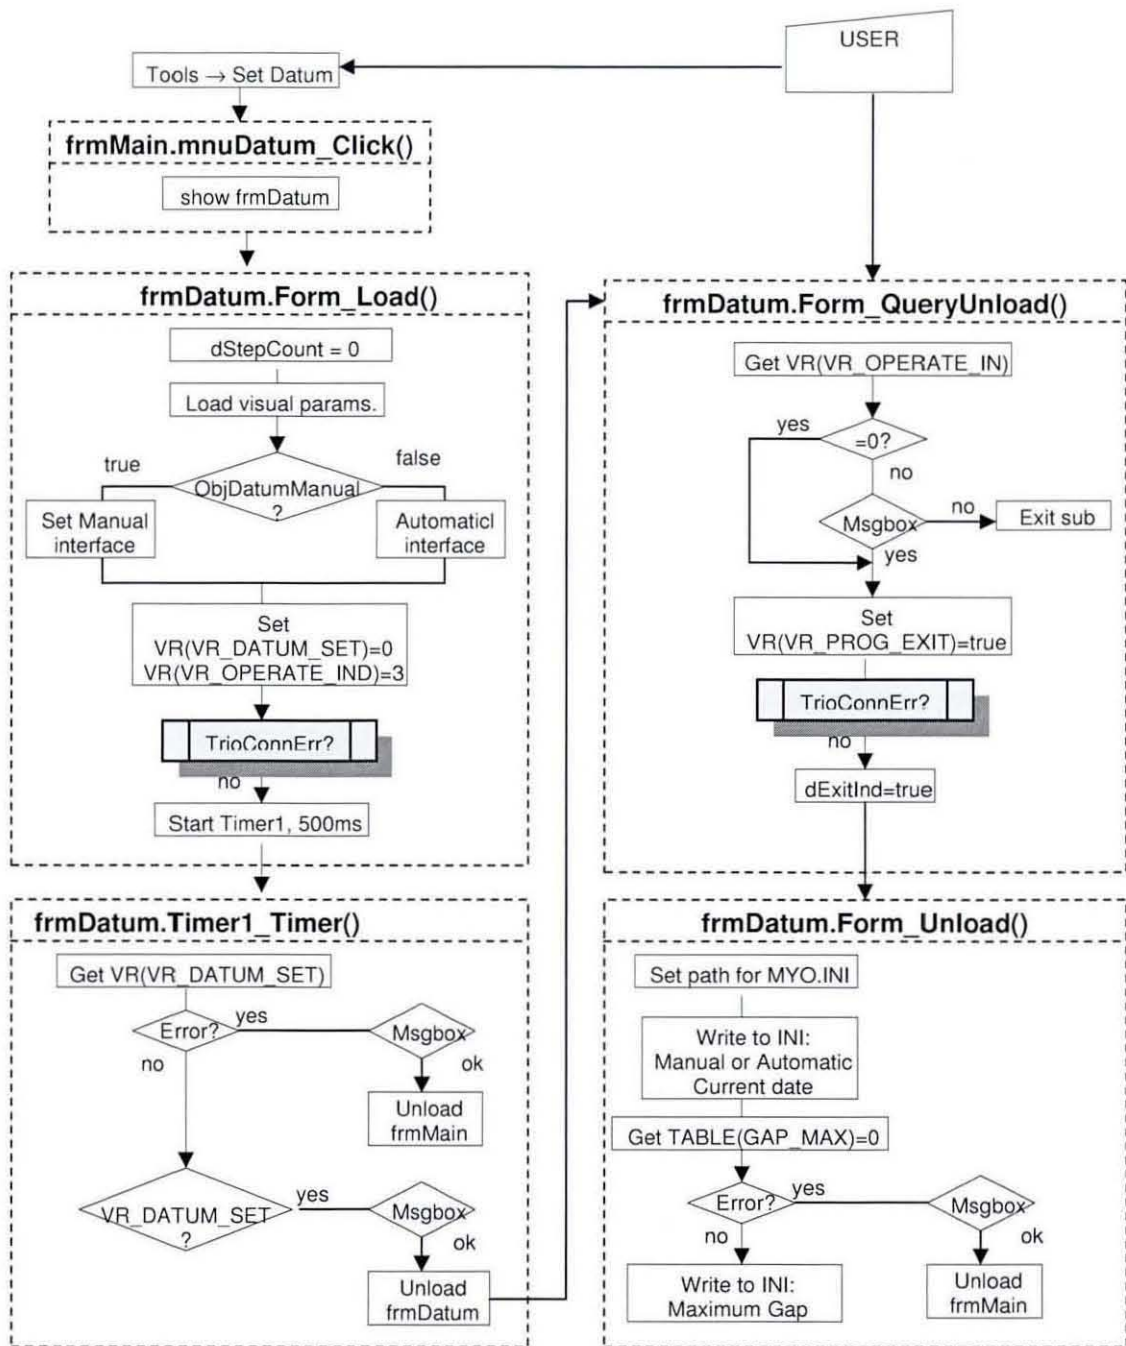 USER
Tools → Set Datum
frmMain.mnuDatum_Click()
show frmDatum
frmDatum.Form_Load()
dStepCount = 0
Load visual params.
true
false
ObjDatumManual
?
Set Manual
interface
Automaticl
interface
Set
VR(VR_DATUM_SET)=0
VR(VR_OPERATE_IND)=3
TrioConnErr?
no
Start Timer1, 500ms
frmDatum.Timer1_Timer()
Get VR(VR_DATUM_SET)
Error?
yes
Msgbox
no
ok
Unload
frmMain
VR_DATUM_SET
?
yes
Msgbox
ok
Unload
frmDatum
frmDatum.Form_QueryUnload()
Get VR(VR_OPERATE_IN)
yes
=0?
no
Msgbox
no
Exit sub
yes
Set
VR(VR_PROG_EXIT)=true
TrioConnErr?
no
dExitInd=true
frmDatum.Form_Unload()
Set path for MYO.INI
Write to INI:
Manual or Automatic
Current date
Get TABLE(GAP_MAX)=0
Error?
yes
Msgbox
no
ok
Write to INI:
Maximum Gap
Unload
frmMain